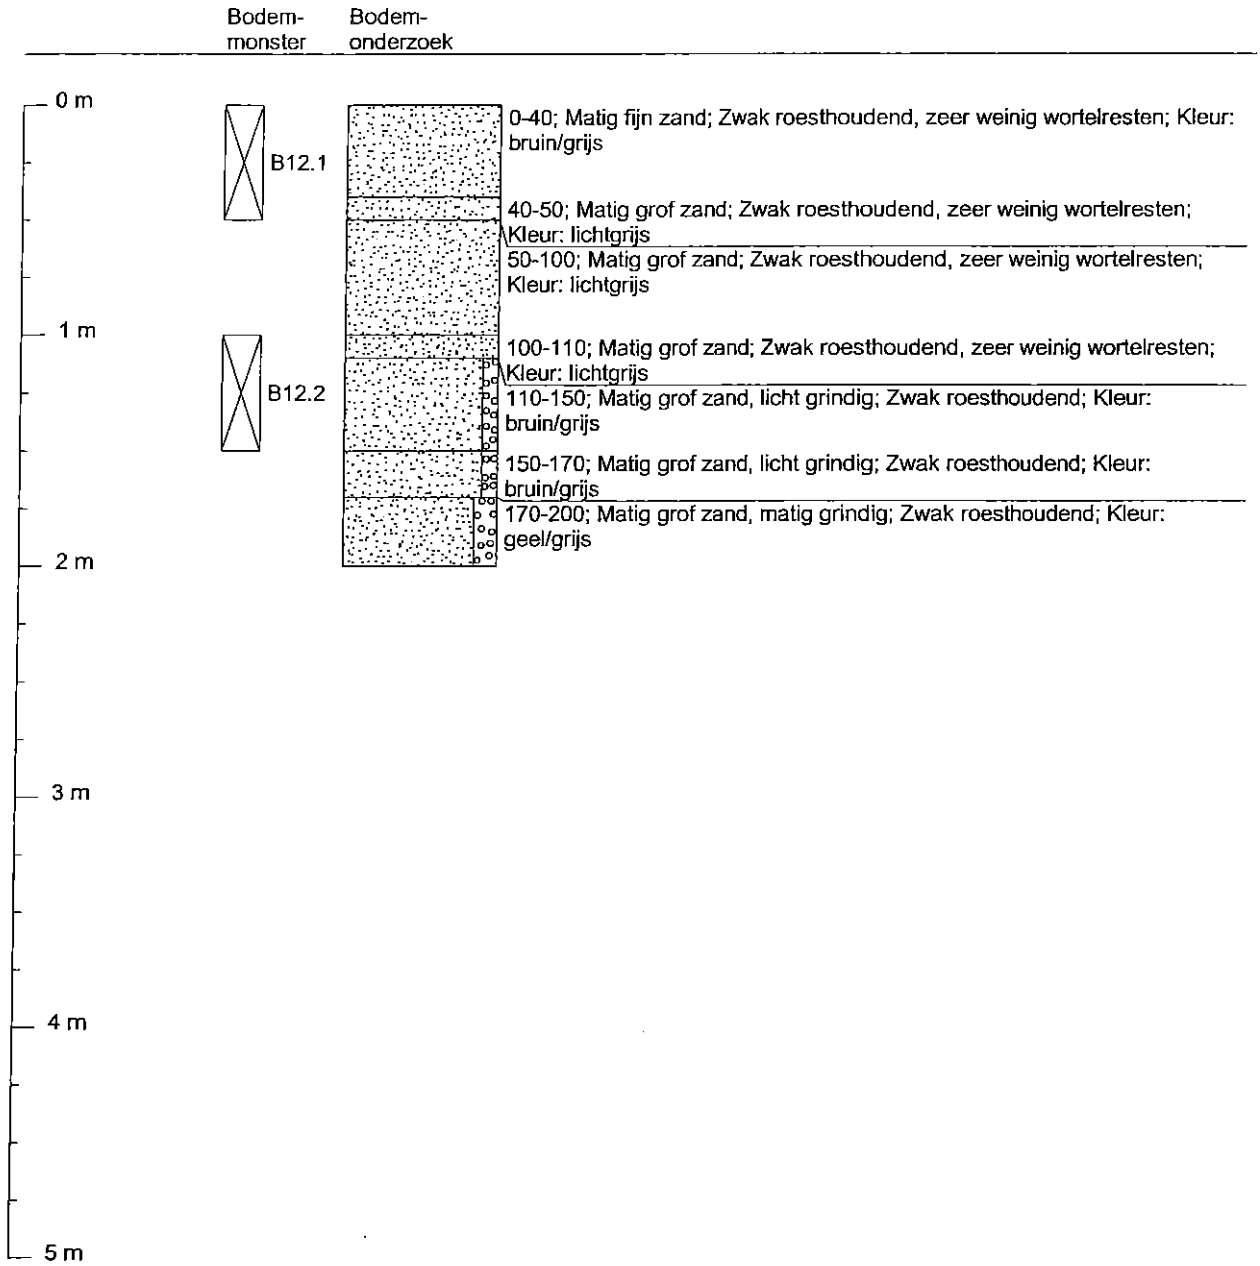 Bodem-
monster
Bodem-
onderzoek
0 m
B12.1
0-40; Matig fijn zand; Zwak roesthoudend, zeer weinig wortelresten; Kleur:
bruin/grijs
40-50; Matig grof zand; Zwak roesthoudend, zeer weinig wortelresten;
Kleur: lichtgrijs
50-100; Matig grof zand; Zwak roesthoudend, zeer weinig wortelresten;
Kleur: lichtgrijs
1 m
B12.2
100-110; Matig grof zand; Zwak roesthoudend, zeer weinig wortelresten;
Kleur: lichtgrijs
110-150; Matig grof zand, licht grindig; Zwak roesthoudend; Kleur:
bruin/grijs
150-170; Matig grof zand, licht grindig; Zwak roesthoudend; Kleur:
bruin/grijs
170-200; Matig grof zand, matig grindig; Zwak roesthoudend; Kleur:
geel/grijs
2 m
3 m
4 m
5 m